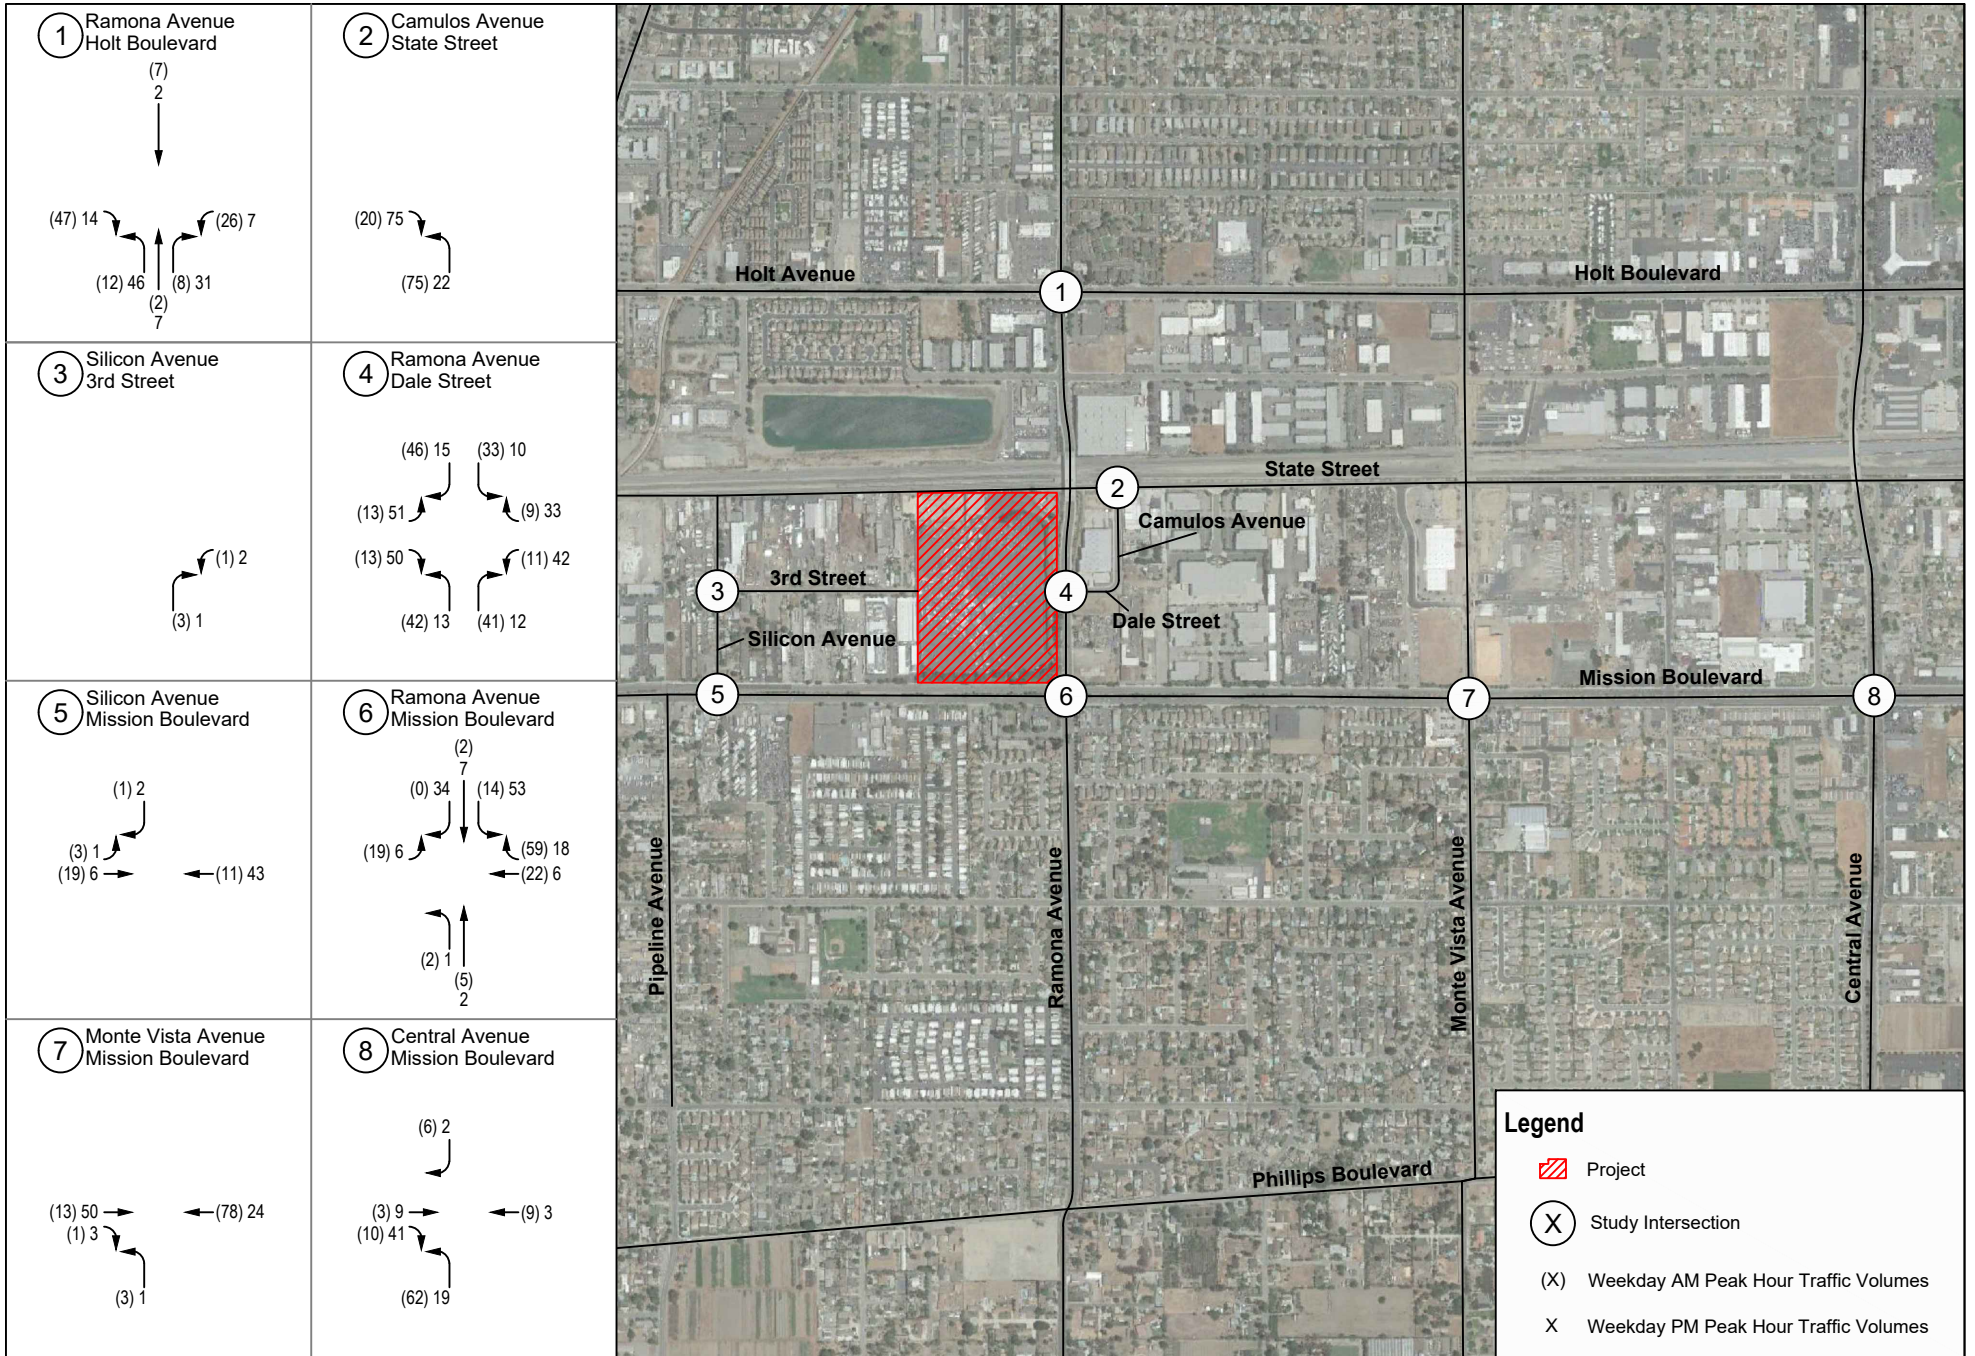 1
Ramona Avenue
Holt Boulevard
(7)
2
(47) 14
(26) 7
(12) 46
(8) 31
(2)
7
2
Camulos Avenue
State Street
(20) 75
(75) 22
3
Silicon Avenue
3rd Street
(1) 2
(3) 1
4
Ramona Avenue
Dale Street
(46) 15
(33) 10
(13) 51
(9) 33
(13) 50
(11) 42
(42) 13
(41) 12
5
Silicon Avenue
Mission Boulevard
(1) 2
(3) 1
(19) 6
(11) 43
6
Ramona Avenue
Mission Boulevard
(2)
7
(0) 34
(14) 53
(19) 6
(59) 18
(22) 6
(2) 1
(5)
2
7
Monte Vista Avenue
Mission Boulevard
(13) 50
(78) 24
(1) 3
(3) 1
8
Central Avenue
Mission Boulevard
(6) 2
(3) 9
(9) 3
(10) 41
(62) 19
Holt Avenue
Holt Boulevard
1
State Street
2
Camulos Avenue
3
3rd Street
4
Dale Street
Silicon Avenue
Mission Boulevard
5
6
7
8
Pipeline Avenue
Ramona Avenue
Monte Vista Avenue
Central Avenue
Phillips Boulevard
Legend
Project
X Study Intersection
(X) Weekday AM Peak Hour Traffic Volumes
X Weekday PM Peak Hour Traffic Volumes